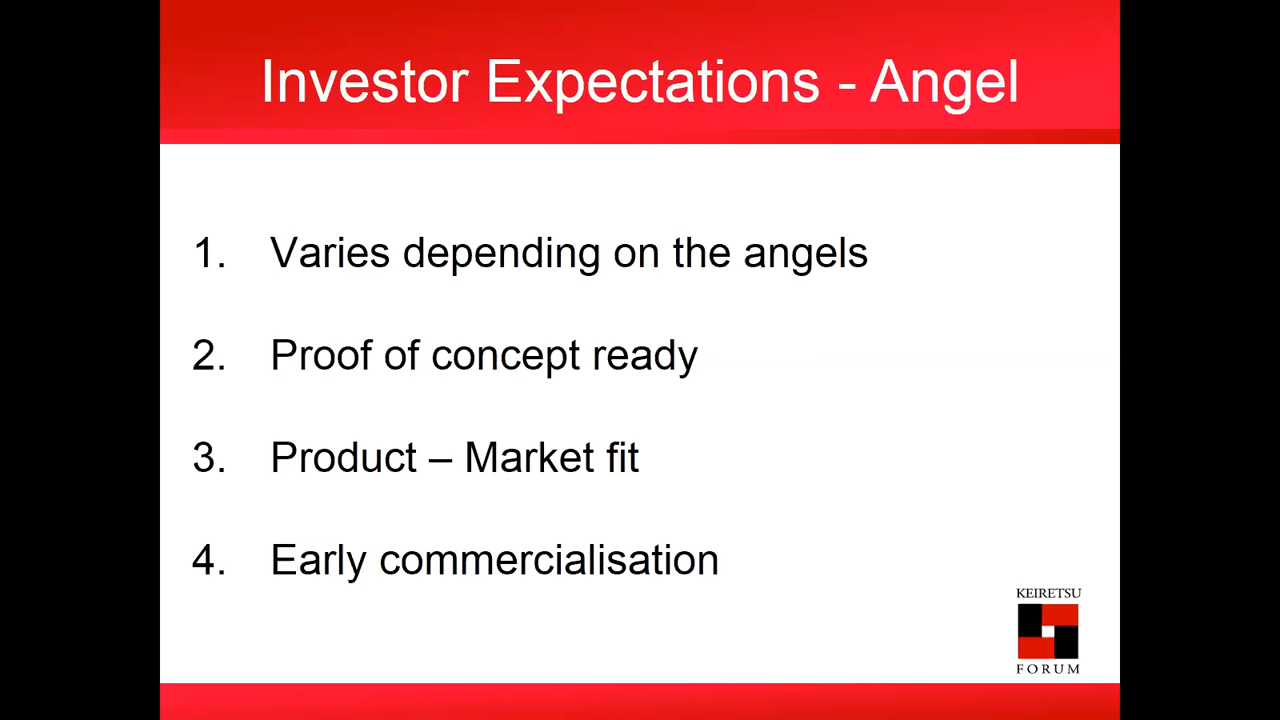 Investor Expectations - Angel
1. Varies depending on the angels
2. Proof of concept ready
3. Product – Market fit
4. Early commercialisation
KEIRETSU
FORUM